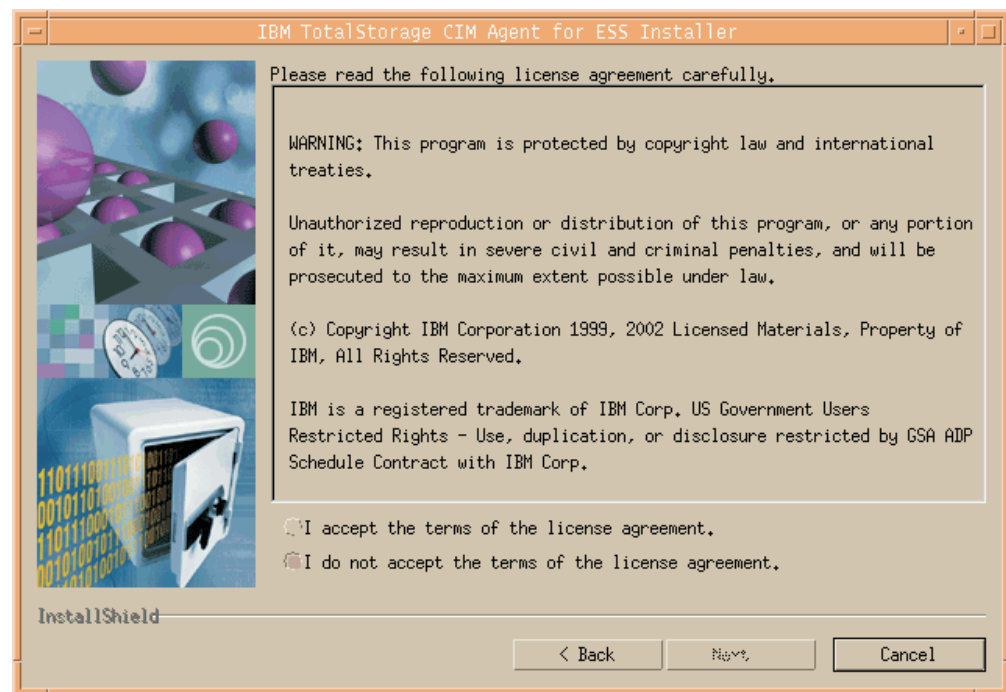 IBM TotalStorage CIM Agent for ESS Installer
Please read the following license agreement carefully.
WARNING: This program is protected by copyright law and international
treaties.
Unauthorized reproduction or distribution of this program, or any portion
of it, may result in severe civil and criminal penalties, and will be
prosecuted to the maximum extent possible under law.
(c) Copyright IBM Corporation 1999, 2002 Licensed Materials, Property of
IBM, All Rights Reserved.
IBM is a registered trademark of IBM Corp. US Government Users
Restricted Rights - Use, duplication, or disclosure restricted by GSA ADP
Schedule Contract with IBM Corp.
I accept the terms of the license agreement.
I do not accept the terms of the license agreement.
InstallShield
< Back
Next
Cancel